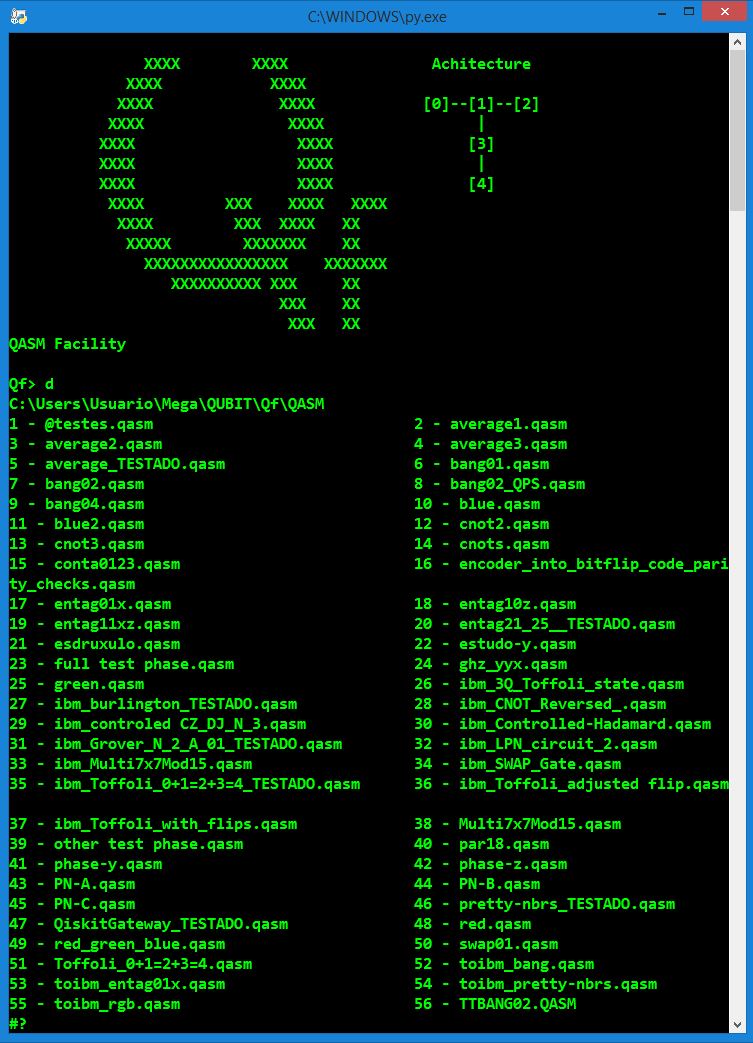 C:\WINDOWS\py.exe
XXXX XXXX Achitecture
XXXX XXXX
XXXX XXXX [0]--[1]--[2]
XXXX XXXX |
XXXX XXXX [3]
XXXX XXXX |
XXXX XXXX [4]
XXXX XXX XXXX XXXX
XXXX XXX XXXX XX
XXXXX XXXXXXX XX
XXXXXXXXXXXXXXXX XXXXXXX
XXXXXXXXXX XXX XX
XXX XX
XXX XX
QASM Facility
Qf> d
C:\Users\Usuario\Mega\QUBIT\Qf\QASM
1 - @testes.qasm 2 - average1.qasm
3 - average2.qasm 4 - average3.qasm
5 - average_TESTADO.qasm 6 - bang01.qasm
7 - bang02.qasm 8 - bang02_QPS.qasm
9 - bang04.qasm 10 - blue.qasm
11 - blue2.qasm 12 - cnot2.qasm
13 - cnot3.qasm 14 - cnots.qasm
15 - conta0123.qasm 16 - encoder_into_bitflip_code_pari
ty_checks.qasm
17 - entag01x.qasm 18 - entag10z.qasm
19 - entag11xz.qasm 20 - entag21_25__TESTADO.qasm
21 - esdruxulo.qasm 22 - estudo-y.qasm
23 - full test phase.qasm 24 - ghz_yyx.qasm
25 - green.qasm 26 - ibm_3Q_Toffoli_state.qasm
27 - ibm_burlington_TESTADO.qasm 28 - ibm_CNOT_Reversed_.qasm
29 - ibm_controled CZ_DJ_N_3.qasm 30 - ibm_Controlled-Hadamard.qasm
31 - ibm_Grover_N_2_A_01_TESTADO.qasm 32 - ibm_LPN_circuit_2.qasm
33 - ibm_Multi7x7Mod15.qasm 34 - ibm_SWAP_Gate.qasm
35 - ibm_Toffoli_0+1=2+3=4_TESTADO.qasm 36 - ibm_Toffoli_adjusted flip.qasm
37 - ibm_Toffoli_with_flips.qasm 38 - Multi7x7Mod15.qasm
39 - other test phase.qasm 40 - par18.qasm
41 - phase-y.qasm 42 - phase-z.qasm
43 - PN-A.qasm 44 - PN-B.qasm
45 - PN-C.qasm 46 - pretty-nbrs_TESTADO.qasm
47 - QiskitGateway_TESTADO.qasm 48 - red.qasm
49 - red_green_blue.qasm 50 - swap01.qasm
51 - Toffoli_0+1=2+3=4.qasm 52 - toibm_bang.qasm
53 - toibm_entag01x.qasm 54 - toibm_pretty-nbrs.qasm
55 - toibm_rgb.qasm 56 - TTBANG02.QASM
#?